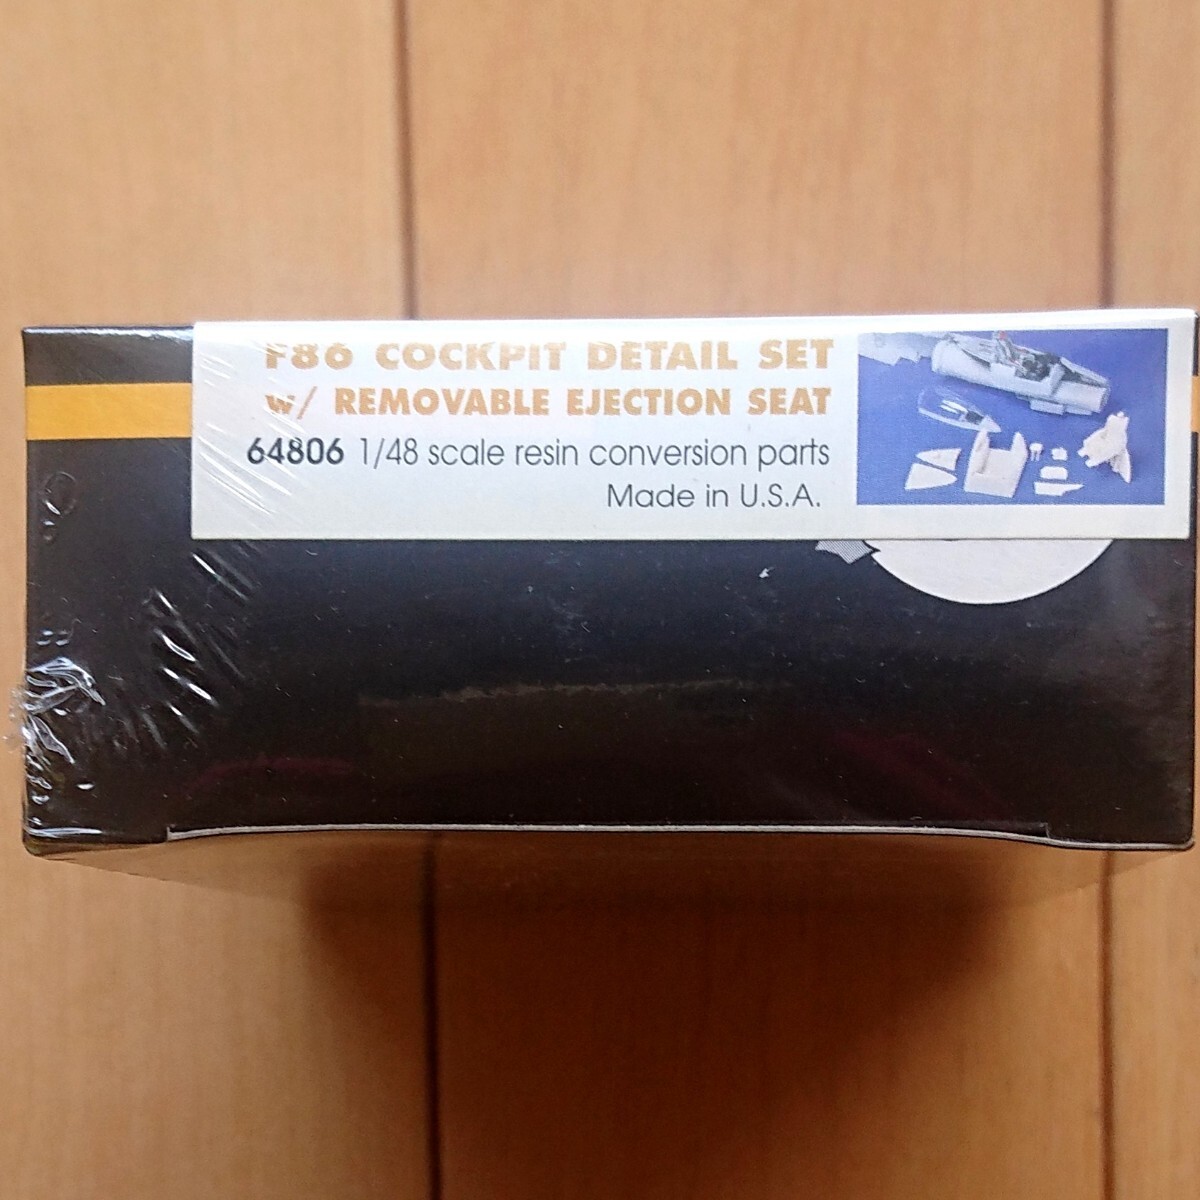 F86 COCKPIT DETAIL SET
w/ REMOVABLE EJECTION SEAT
64806 1/48 scale resin conversion parts
Made in U.S.A.